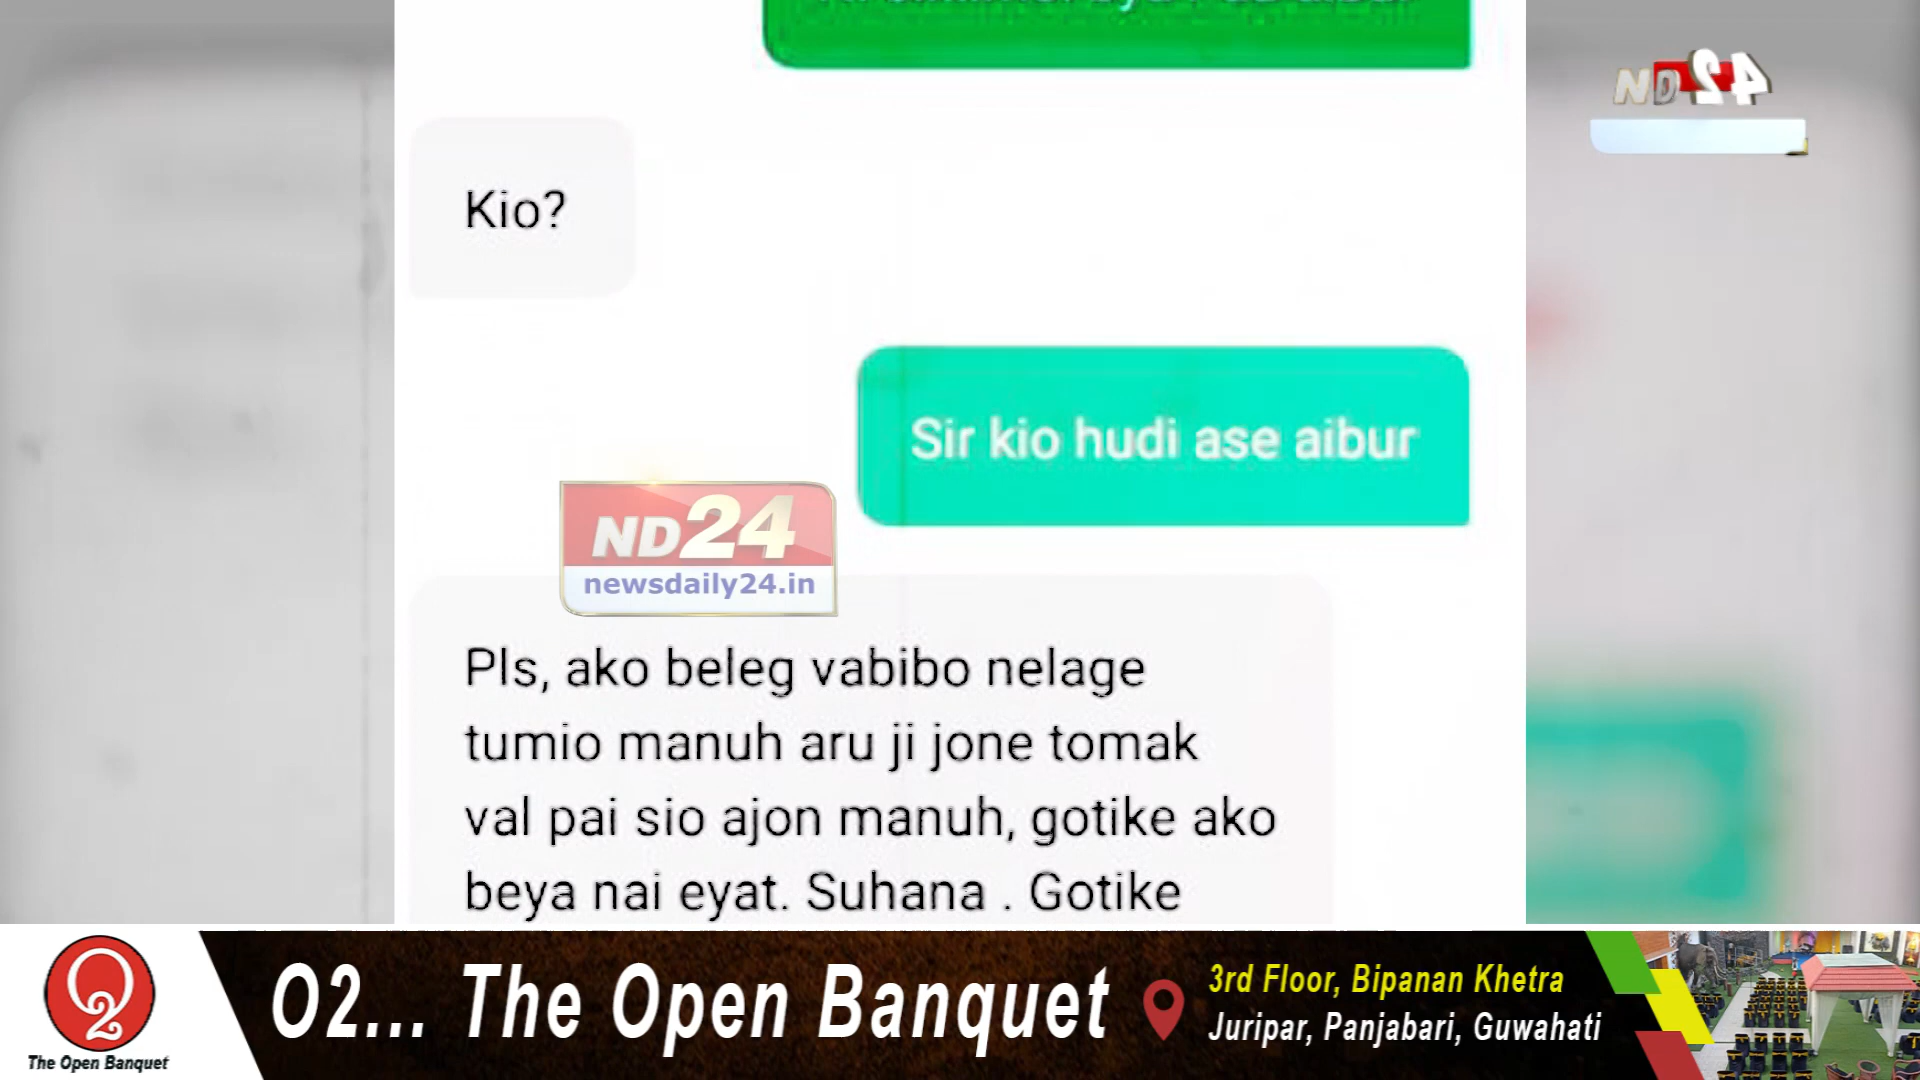 ND24
Kio?
Sir kio hudi ase aibur
ND24
newsdaily24.in
Pls, ako beleg vabibo nelage
tumio manuh aru ji jone tomak
val pai sio ajon manuh, gotike ako
beya nai eyat. Suhana . Gotike
O2
The Open Banquet
O2... The Open Banquet
3rd Floor, Bipanan Khetra
Juripar, Panjabari, Guwahati